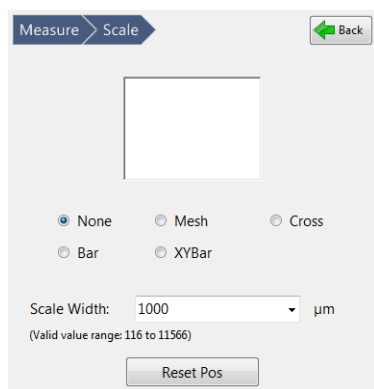 Measure Scale Back
None Mesh Cross
Bar XYBar
Scale Width: 1000 µm
(Valid value range: 116 to 11566)
Reset Pos